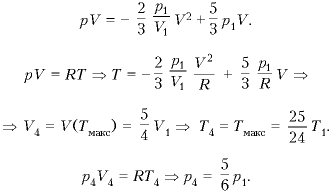 pV = − 2/3 p₁/V₁ V² + 5/3 p₁V.
pV = RT ⇒ T = − 2/3 p₁/V₁ V²/R + 5/3 p₁/R V ⇒
⇒ V₄ = V(Tмакс) = 5/4 V₁ ⇒ T₄ = Tмакс = 25/24 T₁.
p₄V₄ = RT₄ ⇒ p₄ = 5/6 p₁.